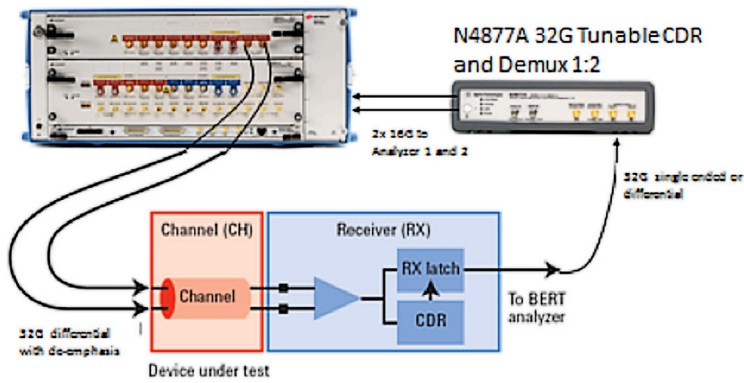 N4877A 32G Tunable CDR
and Demux 1:2
2x 16G to
Analyzer 1 and 2
32G single ended or
differential
Channel (CH)
Receiver (RX)
Channel
RX latch
CDR
To BERT
analyzer
32G differential
with de-emphasis
Device under test